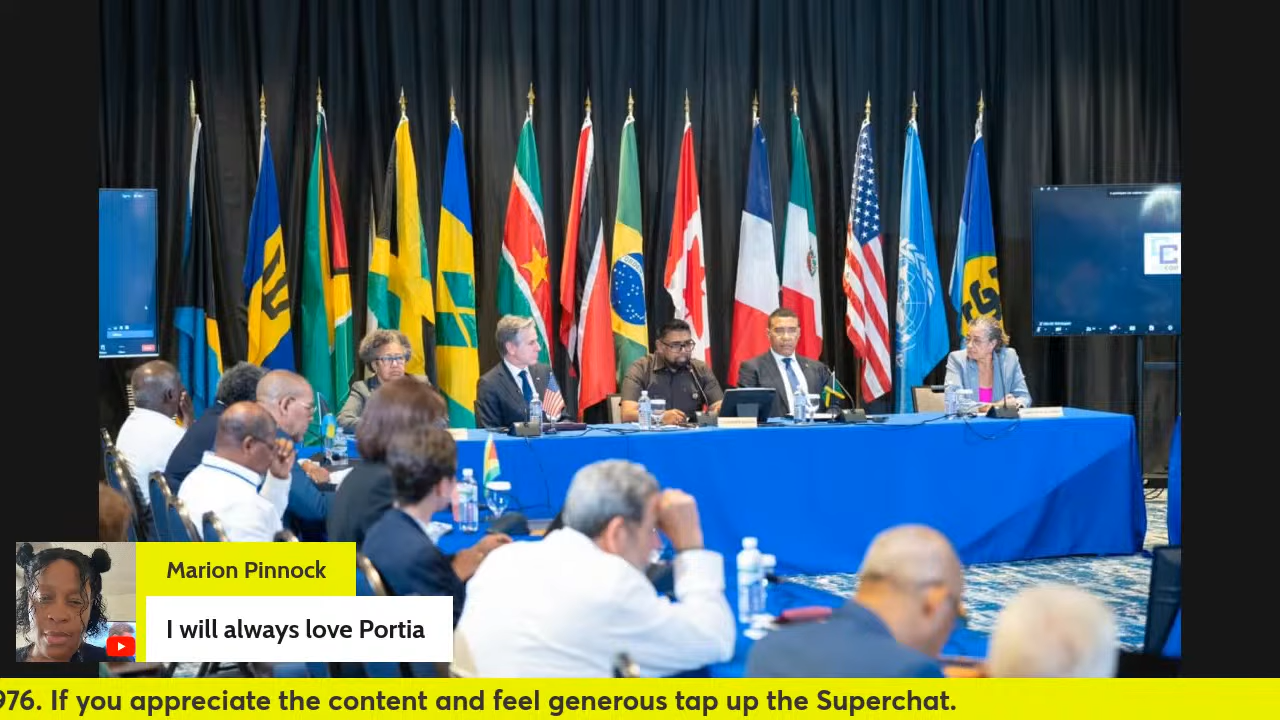 Marion Pinnock
I will always love Portia
976. If you appreciate the content and feel generous tap up the Superchat.